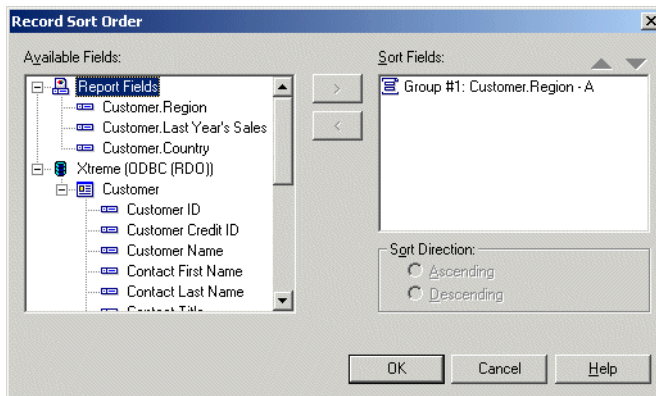 Record Sort Order
Available Fields:
Report Fields
Customer.Region
Customer.Last Year's Sales
Customer.Country
Xtreme (ODBC (RDO))
Customer
Customer ID
Customer Credit ID
Customer Name
Contact First Name
Contact Last Name
Contact Title
>
<
Sort Fields:
Group #1: Customer.Region - A
Sort Direction:
Ascending
Descending
OK
Cancel
Help